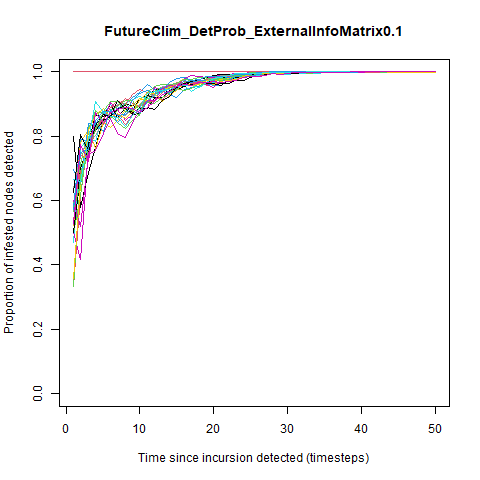 FutureClim_DetProb_ExternalInfoMatrix0.1
Proportion of infested nodes detected
1.0
0.8
0.6
0.4
0.2
0.0
0 10 20 30 40 50
Time since incursion detected (timesteps)